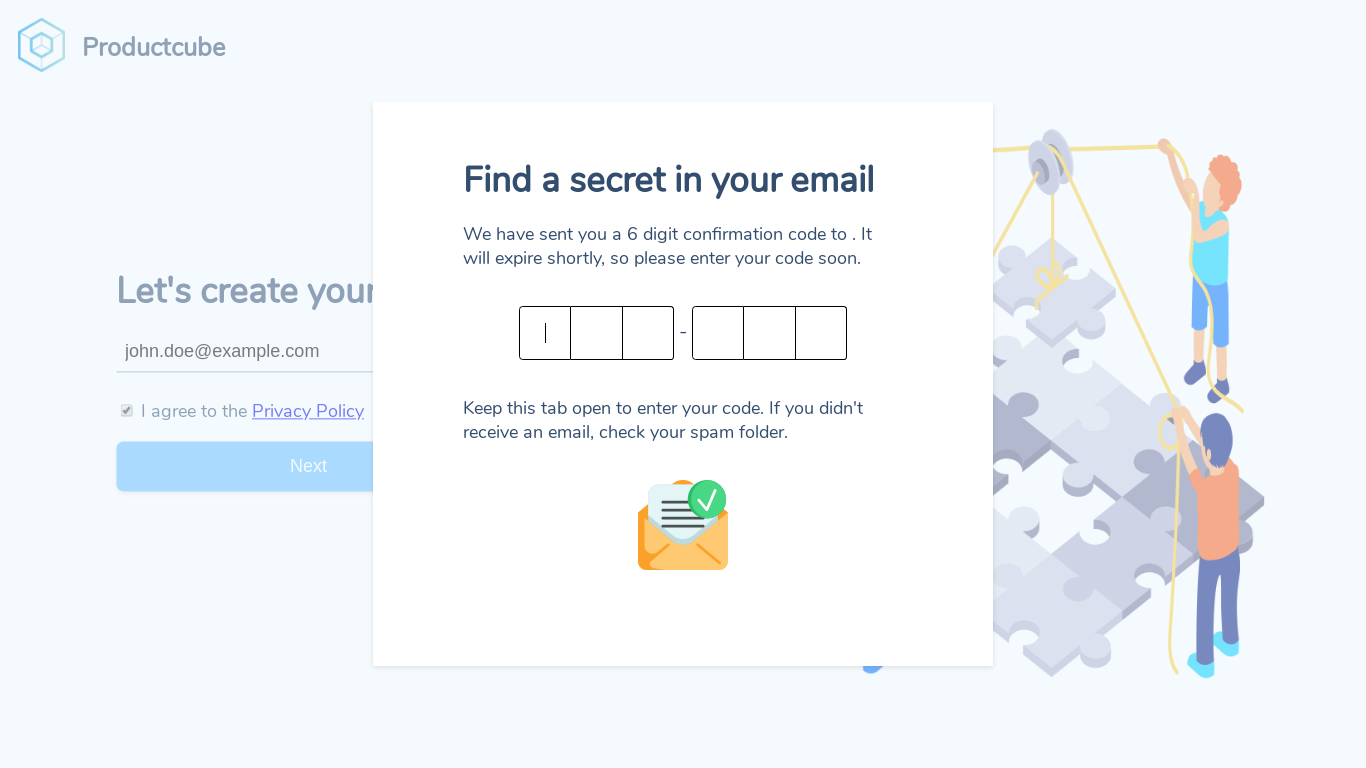 Productcube
Find a secret in your email
We have sent you a 6 digit confirmation code to . It
will expire shortly, so please enter your code soon.
-
Keep this tab open to enter your code. If you didn't
receive an email, check your spam folder.
Let's create your
john.doe@example.com
I agree to the Privacy Policy
Next